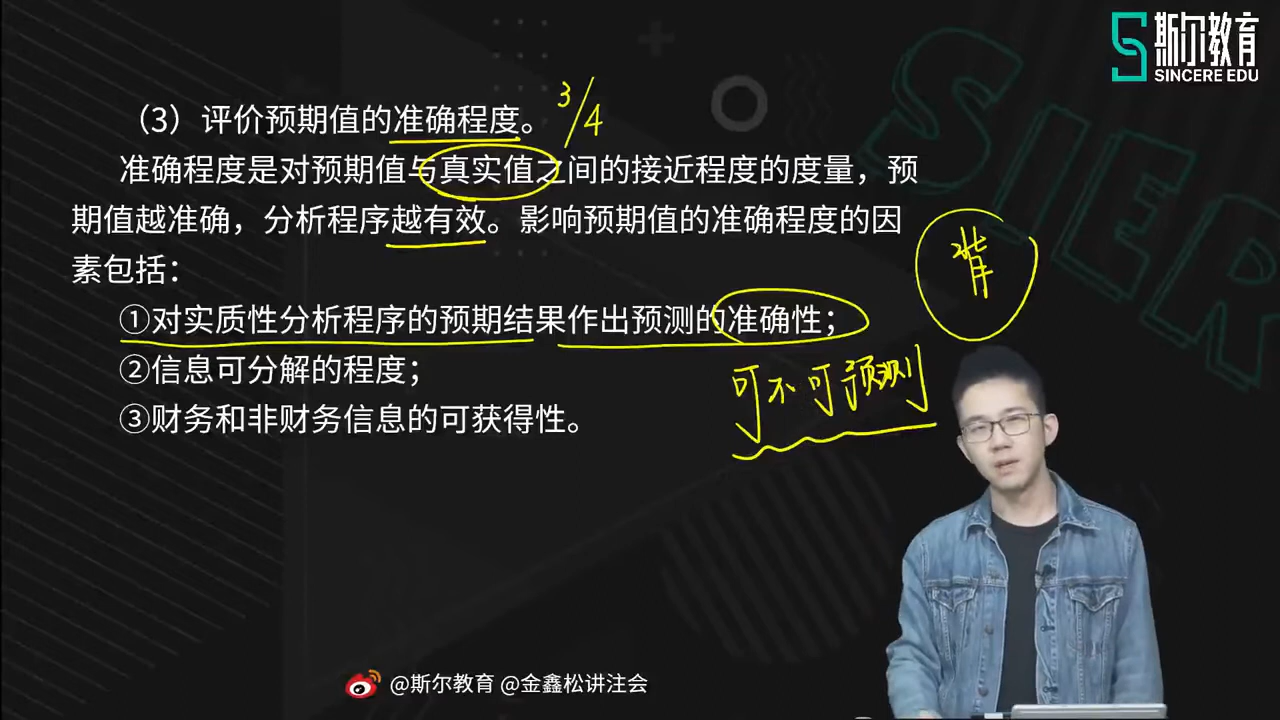 斯尔教育
SINCERE EDU
（3）评价预期值的准确程度。 3/4
准确程度是对预期值与真实值之间的接近程度的度量，预
期值越准确，分析程序越有效。影响预期值的准确程度的因
素包括：
背
①对实质性分析程序的预期结果作出预测的准确性；
②信息可分解的程度；
可不可预测
③财务和非财务信息的可获得性。
SIER
@斯尔教育 @金鑫松讲注会